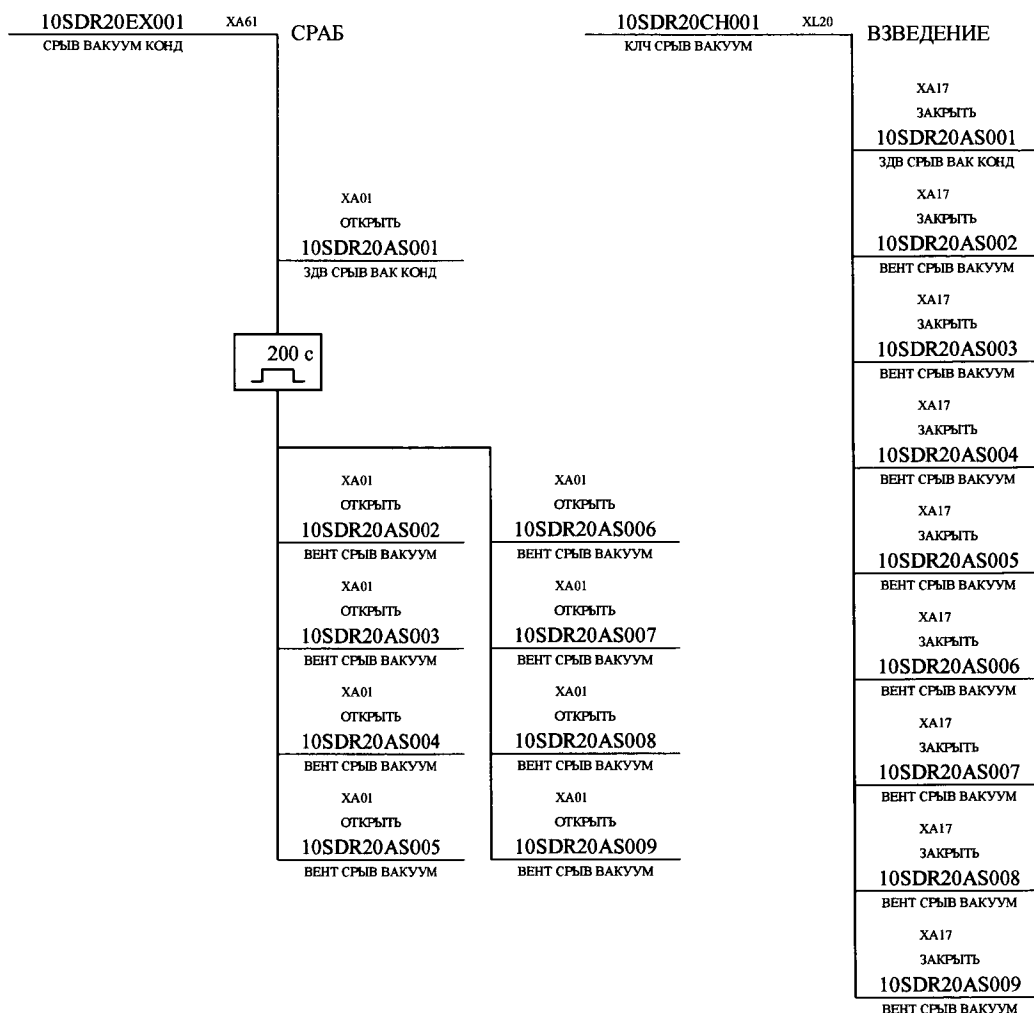 10SDR20EX001 XA61
СРАБ
СРЫВ ВАКУУМ КОНД
XA01
ОТКРЫТЬ
10SDR20AS001
ЗДВ СРЫВ ВАК КОНД
200 с
XA01
ОТКРЫТЬ
10SDR20AS002
ВЕНТ СРЫВ ВАКУУМ
XA01
ОТКРЫТЬ
10SDR20AS003
ВЕНТ СРЫВ ВАКУУМ
XA01
ОТКРЫТЬ
10SDR20AS004
ВЕНТ СРЫВ ВАКУУМ
XA01
ОТКРЫТЬ
10SDR20AS005
ВЕНТ СРЫВ ВАКУУМ
XA01
ОТКРЫТЬ
10SDR20AS006
ВЕНТ СРЫВ ВАКУУМ
XA01
ОТКРЫТЬ
10SDR20AS007
ВЕНТ СРЫВ ВАКУУМ
XA01
ОТКРЫТЬ
10SDR20AS008
ВЕНТ СРЫВ ВАКУУМ
XA01
ОТКРЫТЬ
10SDR20AS009
ВЕНТ СРЫВ ВАКУУМ
10SDR20CH001 XL20
ВЗВЕДЕНИЕ
КЛЧ СРЫВ ВАКУУМ
XA17
ЗАКРЫТЬ
10SDR20AS001
ЗДВ СРЫВ ВАК КОНД
XA17
ЗАКРЫТЬ
10SDR20AS002
ВЕНТ СРЫВ ВАКУУМ
XA17
ЗАКРЫТЬ
10SDR20AS003
ВЕНТ СРЫВ ВАКУУМ
XA17
ЗАКРЫТЬ
10SDR20AS004
ВЕНТ СРЫВ ВАКУУМ
XA17
ЗАКРЫТЬ
10SDR20AS005
ВЕНТ СРЫВ ВАКУУМ
XA17
ЗАКРЫТЬ
10SDR20AS006
ВЕНТ СРЫВ ВАКУУМ
XA17
ЗАКРЫТЬ
10SDR20AS007
ВЕНТ СРЫВ ВАКУУМ
XA17
ЗАКРЫТЬ
10SDR20AS008
ВЕНТ СРЫВ ВАКУУМ
XA17
ЗАКРЫТЬ
10SDR20AS009
ВЕНТ СРЫВ ВАКУУМ